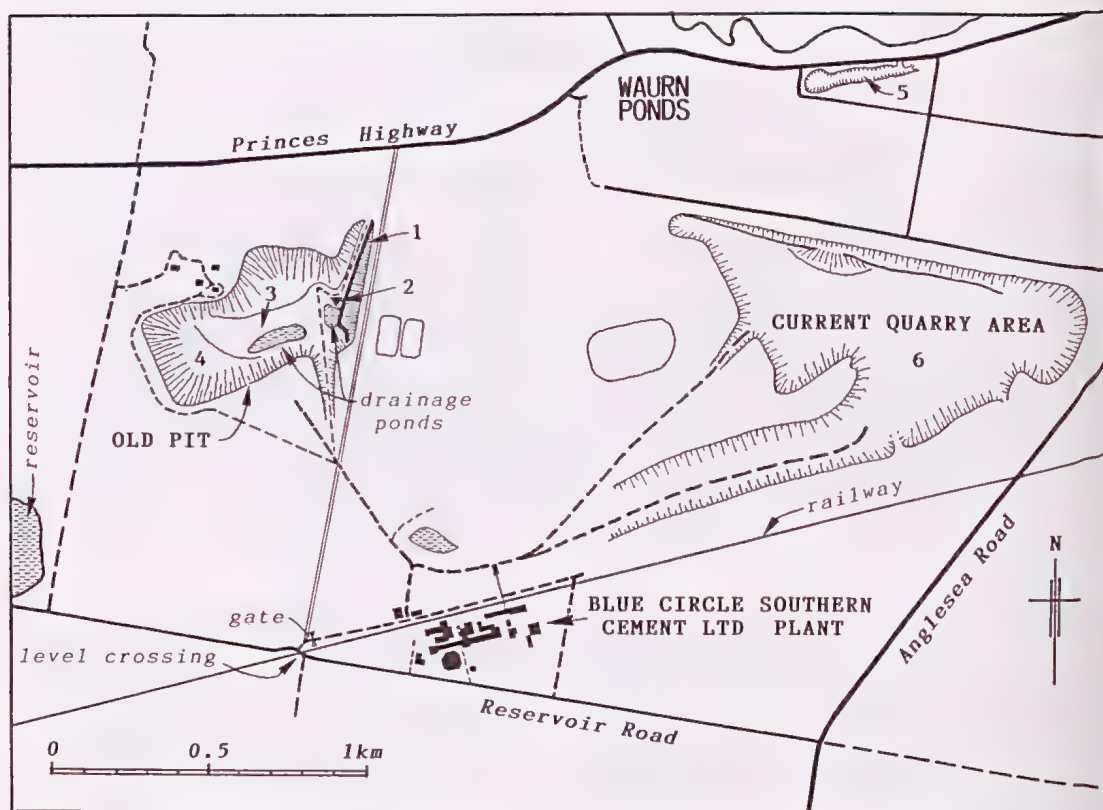 WAURN
PONDS
5
Princes Highway
1
2
3
4
CURRENT QUARRY AREA
6
reservoir
drainage
ponds
OLD PIT
railway
Anglesea Road
N
gate
BLUE CIRCLE SOUTHERN
CEMENT LTD PLANT
level crossing
Reservoir Road
0 0.5 1km